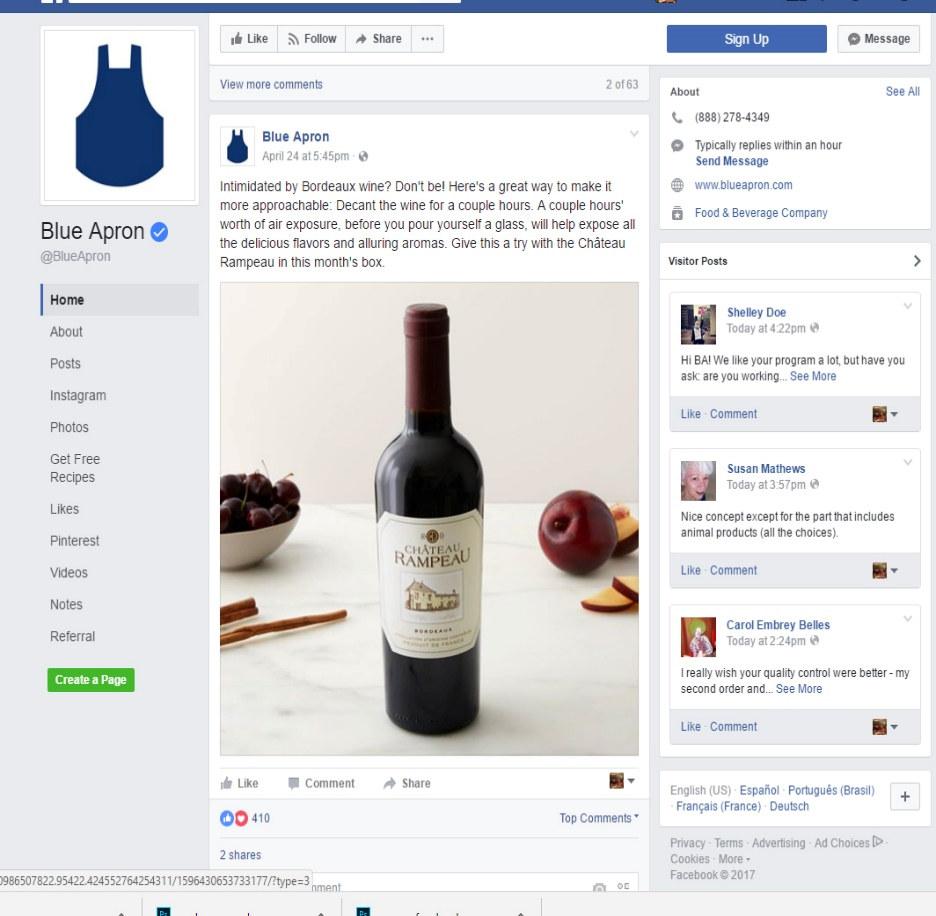 Like Follow Share ...
Sign Up Message
View more comments 2 of 63
Blue Apron
April 24 at 5:45pm ·
Intimidated by Bordeaux wine? Don't be! Here's a great way to make it
more approachable: Decant the wine for a couple hours. A couple hours'
worth of air exposure, before you pour yourself a glass, will help expose all
the delicious flavors and alluring aromas. Give this a try with the Château
Rampeau in this month's box.
CHÂTEAU
RAMPEAU
BORDEAUX
PRODUIT DE FRANCE
Like Comment Share
410 Top Comments
2 shares
Blue Apron
@BlueApron
Home
About
Posts
Instagram
Photos
Get Free
Recipes
Likes
Pinterest
Videos
Notes
Referral
Create a Page
About See All
(888) 278-4349
Typically replies within an hour
Send Message
www.blueapron.com
Food & Beverage Company
Visitor Posts
Shelley Doe
Today at 4:22pm
Hi BA! We like your program a lot, but have you
ask: are you working... See More
Like · Comment
Susan Mathews
Today at 3:57pm
Nice concept except for the part that includes
animal products (all the choices).
Like · Comment
Carol Embrey Belles
Today at 2:24pm
I really wish your quality control were better - my
second order and... See More
Like · Comment
English (US) · Español · Português (Brasil)
· Français (France) · Deutsch
+
Privacy · Terms · Advertising · Ad Choices ·
Cookies · More
Facebook © 2017
0986507822.95422.424552764254311/1596430653733177/?type=3
Ps
Ps